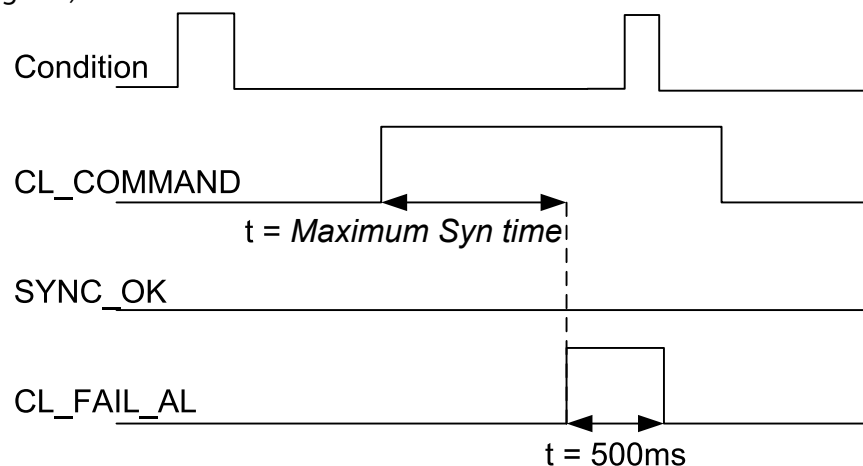 Condition
CL_COMMAND
t = Maximum Syn time
SYNC_OK
CL_FAIL_AL
t = 500ms